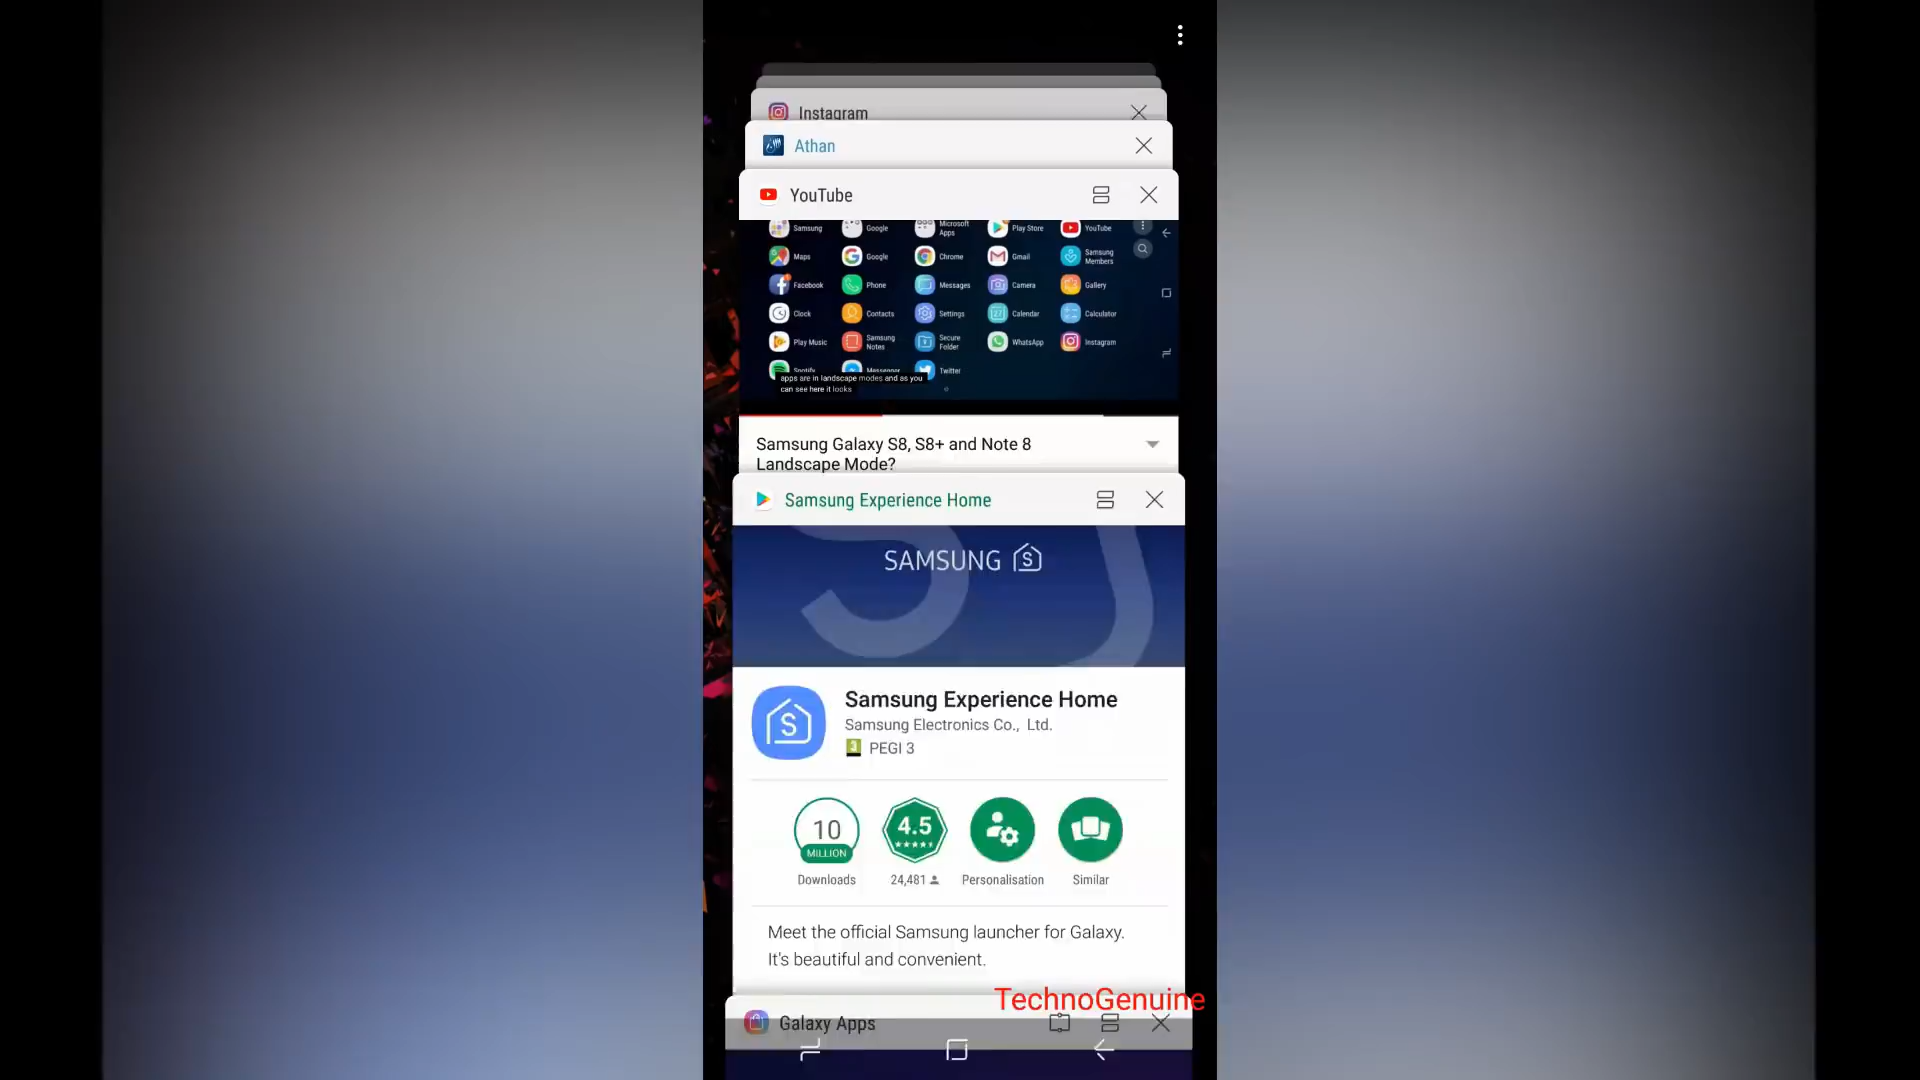 Instagram
Athan
YouTube
Samsung
Google
Microsoft Apps
Play Store
YouTube
Maps
Google
Chrome
Gmail
Samsung Members
Facebook
Phone
Messages
Camera
Gallery
Clock
Contacts
Settings
Calendar
Calculator
Play Music
Samsung Notes
Secure Folder
WhatsApp
Instagram
Spotify
Messenger
Twitter
apps are in landscape modes and as you
can see here it looks
Samsung Galaxy S8, S8+ and Note 8
Landscape Mode?
Samsung Experience Home
SAMSUNG S
S
Samsung Experience Home
Samsung Electronics Co., Ltd.
3 PEGI 3
10 MILLION
4.5
Downloads
24,481
Personalisation
Similar
Meet the official Samsung launcher for Galaxy.
It's beautiful and convenient.
TechnoGenuine
Galaxy Apps